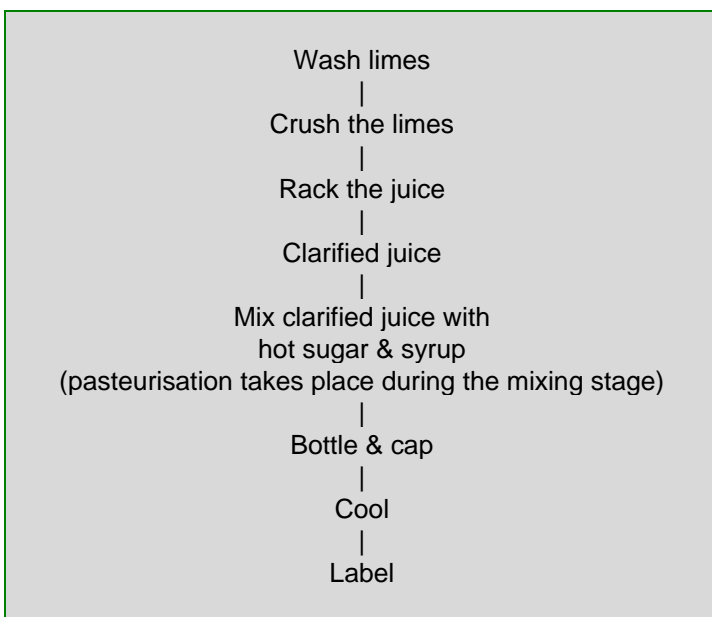 Wash limes
|
Crush the limes
|
Rack the juice
|
Clarified juice
|
Mix clarified juice with
hot sugar & syrup
(pasteurisation takes place during the mixing stage)
|
Bottle & cap
|
Cool
|
Label